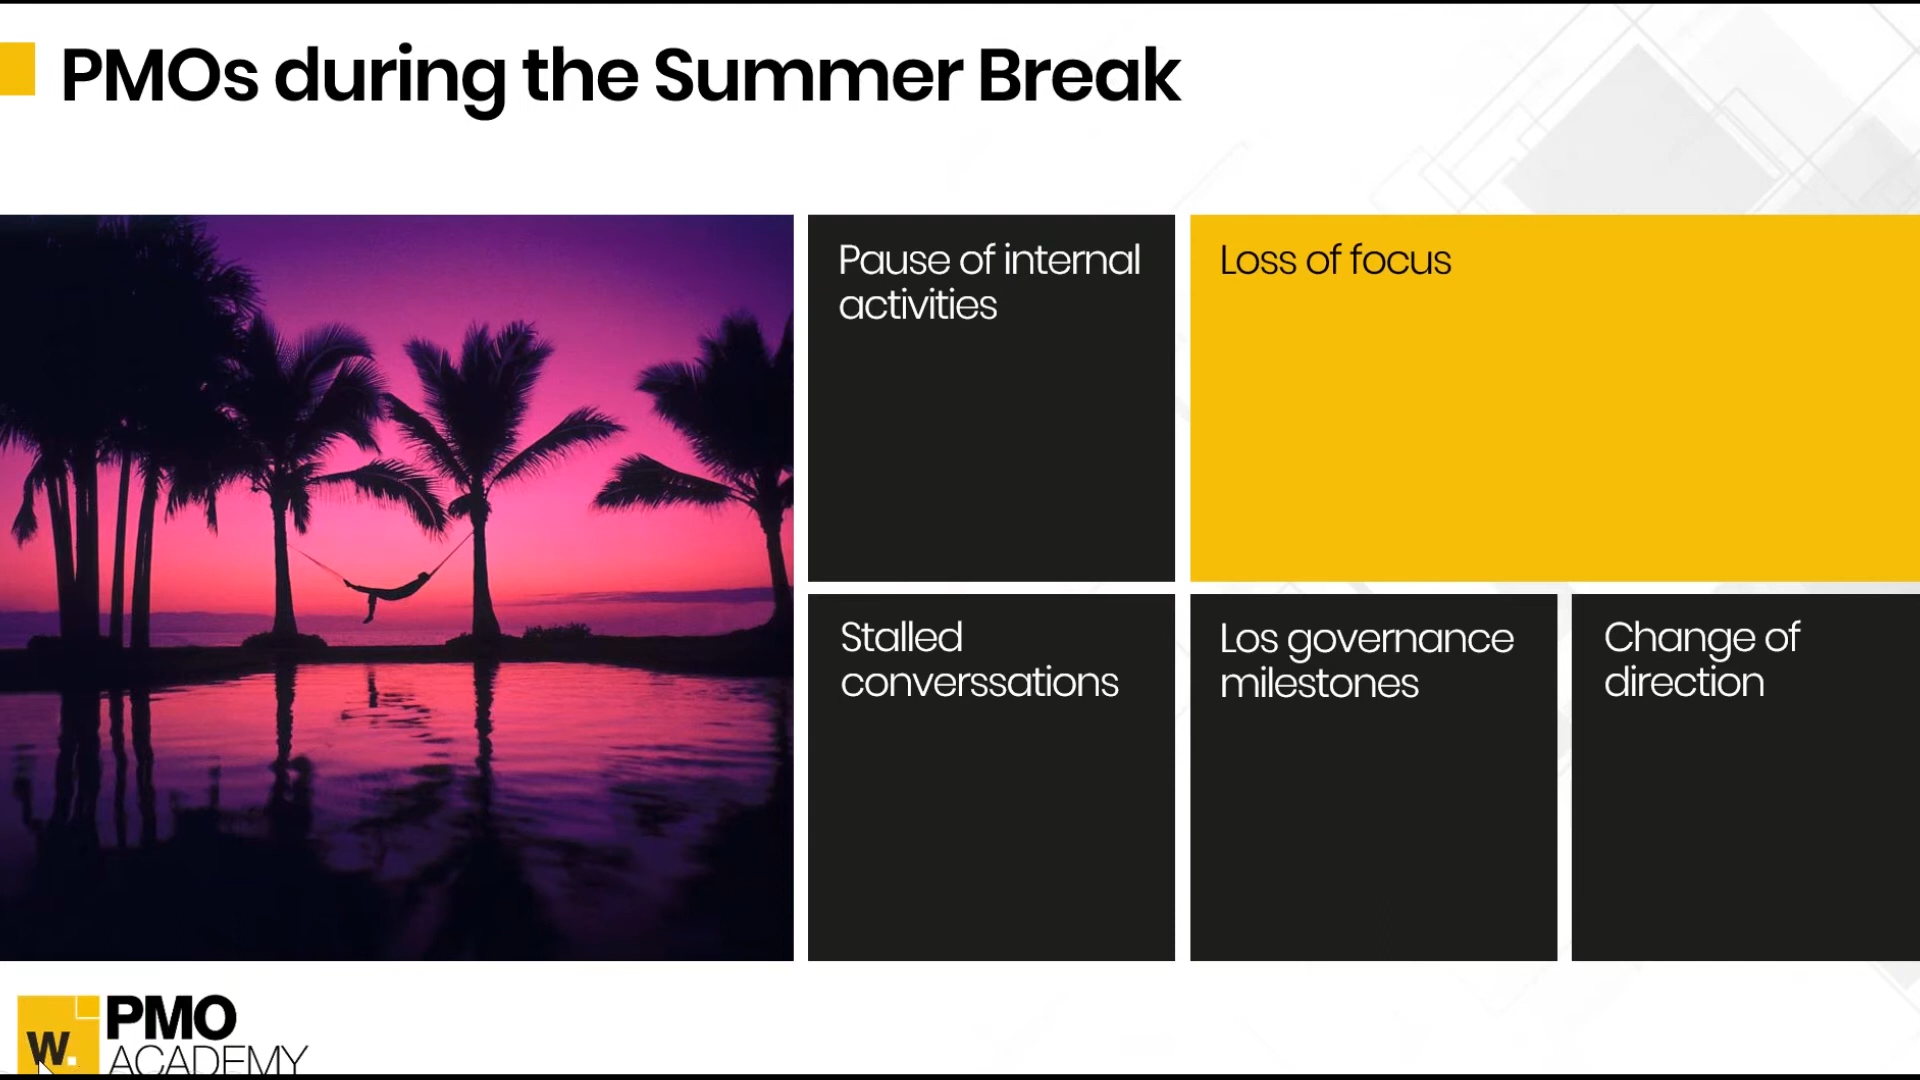 PMOs during the Summer Break
Pause of internal
activities
Loss of focus
Stalled
converssations
Los governance
milestones
Change of
direction
W.
PMO
ACADEMY